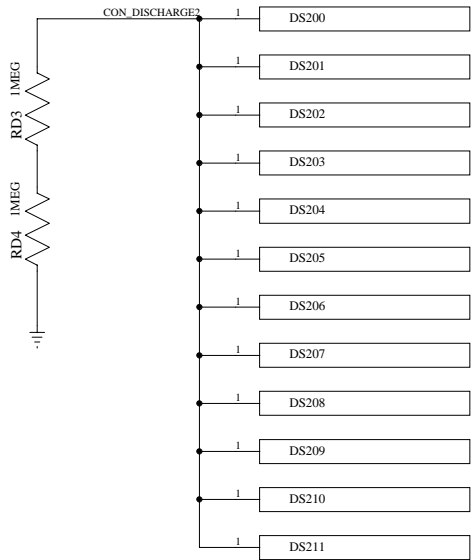 CON_DISCHARGE2
1 DS200
1MEG
RD3
1 DS201
1 DS202
1 DS203
1MEG
RD4
1 DS204
1 DS205
1 DS206
1 DS207
1 DS208
1 DS209
1 DS210
1 DS211